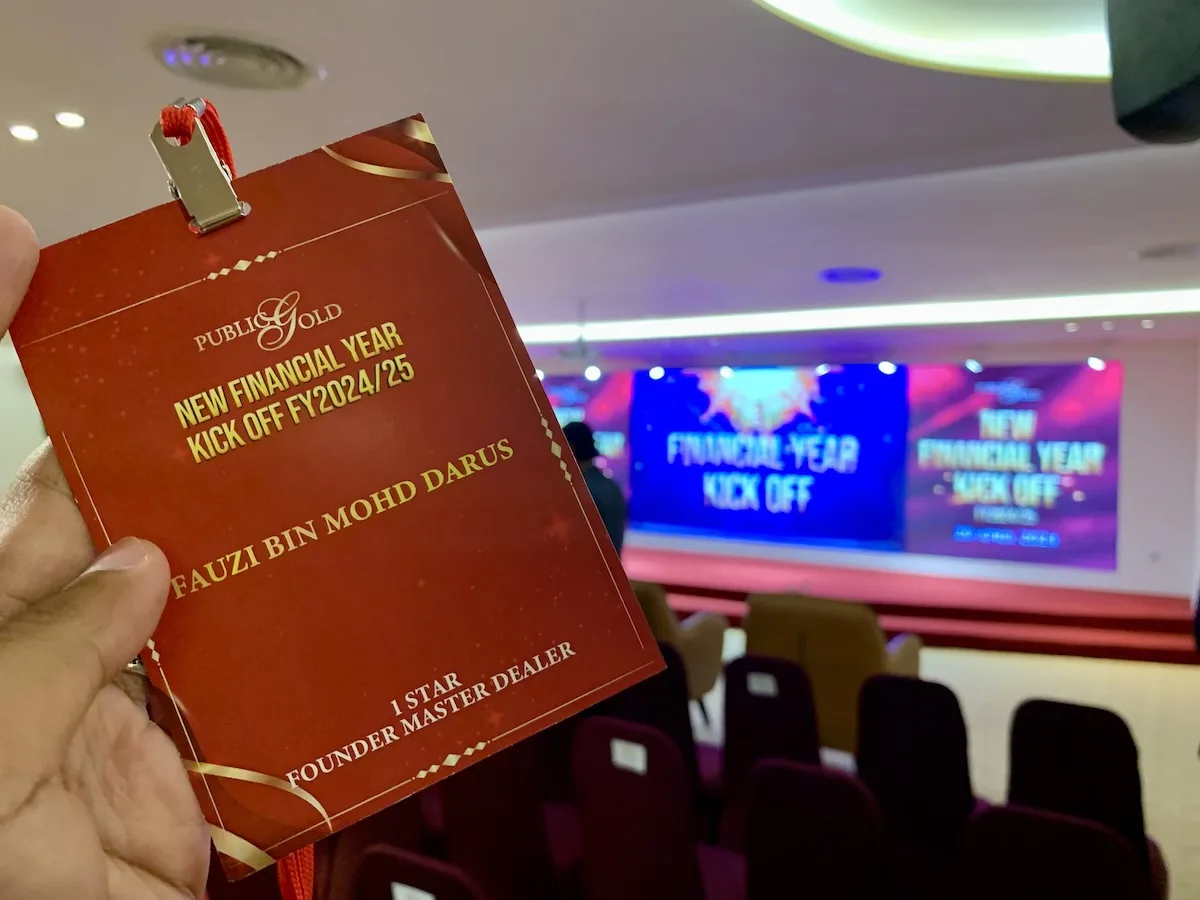 PUBLIC GOLD
NEW FINANCIAL YEAR
KICK OFF FY2024/25
FAUZI BIN MOHD DARUS
1 STAR
FOUNDER MASTER DEALER
FINANCIAL YEAR
KICK OFF
NEW
FINANCIAL YEAR
KICK OFF